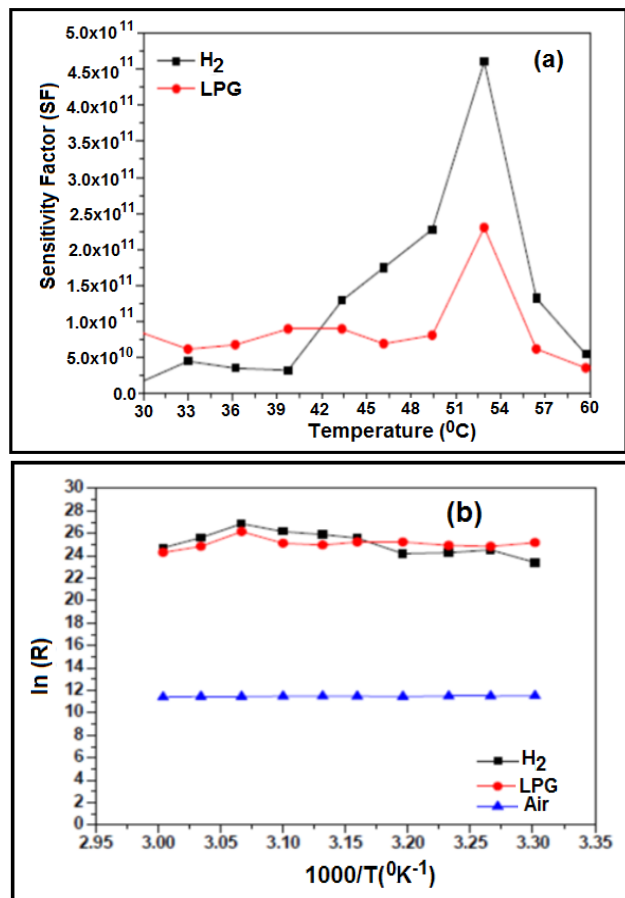 (a)
H2
LPG
Sensitivity Factor (SF)
5.0x10^11
4.5x10^11
4.0x10^11
3.5x10^11
3.0x10^11
2.5x10^11
2.0x10^11
1.5x10^11
1.0x10^11
5.0x10^10
0.0
30 33 36 39 42 45 48 51 54 57 60
Temperature (⁰C)
(b)
ln (R)
30
28
26
24
22
20
18
16
14
12
10
8
6
4
2
0
H2
LPG
Air
2.95 3.00 3.05 3.10 3.15 3.20 3.25 3.30 3.35
1000/T(⁰K⁻¹)